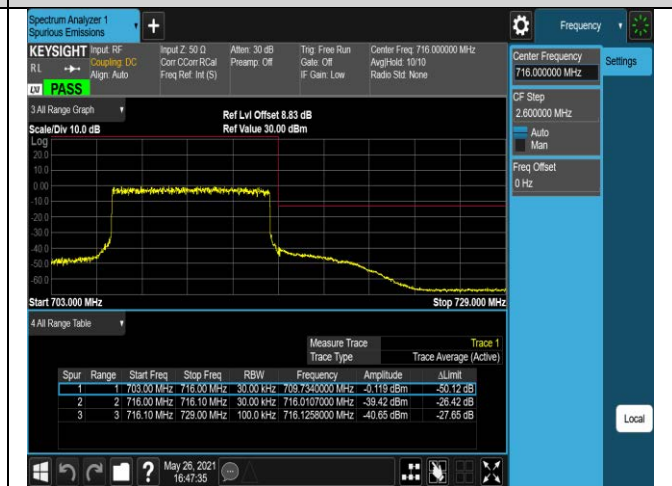 Spectrum Analyzer 1
Spurious Emissions
Frequency
KEYSIGHT
RL
Input: RF
Coupling: DC
Align: Auto
Input Z: 50 Ω
Corr CCorr RCal
Freq Ref: Int (S)
Atten: 30 dB
Preamp: Off
Trig: Free Run
Gate: Off
IF Gain: Low
Center Freq: 716.000000 MHz
Avg|Hold: 10/10
Radio Std: None
LXI PASS
Center Frequency
716.000000 MHz
Settings
CF Step
2.600000 MHz
Auto
Man
Freq Offset
0 Hz
3 All Range Graph
Scale/Div 10.0 dB
Ref Lvl Offset 8.83 dB
Ref Value 30.00 dBm
Log
20.0
10.0
0.00
-10.0
-20.0
-30.0
-40.0
-50.0
-60.0
Start 703.000 MHz Stop 729.000 MHz
4 All Range Table
Measure Trace Trace 1
Trace Type Trace Average (Active)
Spur Range Start Freq Stop Freq RBW Frequency Amplitude ΔLimit
1 1 703.00 MHz 716.00 MHz 30.00 kHz 709.7340000 MHz -0.119 dBm -50.12 dB
2 2 716.00 MHz 716.10 MHz 30.00 kHz 716.0107000 MHz -39.42 dBm -26.42 dB
3 3 716.10 MHz 729.00 MHz 100.0 kHz 716.1258000 MHz -40.65 dBm -27.65 dB
Local
May 26, 2021
16:47:35